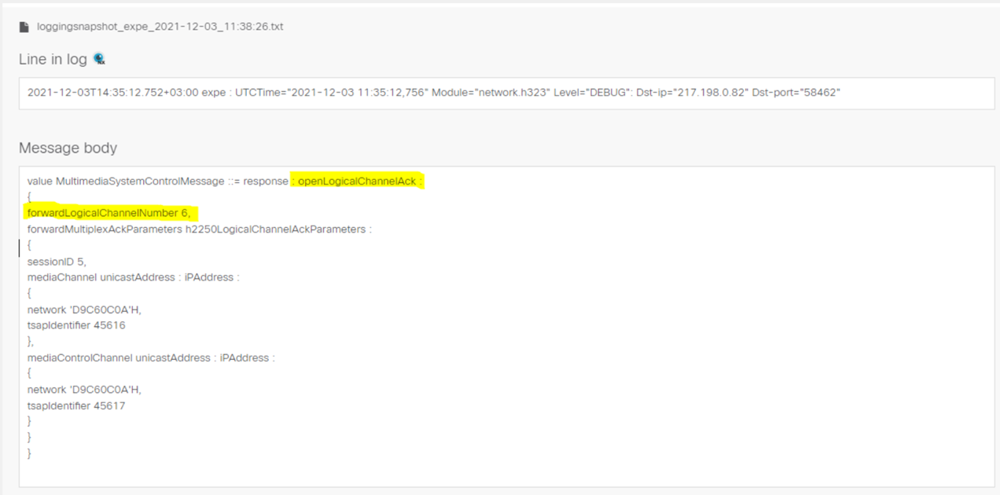 loggingsnapshot_expe_2021-12-03_11:38:26.txt
Line in log
2021-12-03T14:35:12.752+03:00 expe : UTCTime="2021-12-03 11:35:12,756" Module="network.h323" Level="DEBUG": Dst-ip="217.198.0.82" Dst-port="58462"
Message body
value MultimediaSystemControlMessage ::= response : openLogicalChannelAck :
{
forwardLogicalChannelNumber 6,
forwardMultiplexAckParameters h2250LogicalChannelAckParameters :
{
sessionID 5,
mediaChannel unicastAddress : iPAddress :
{
network 'D9C60C0A'H,
tsapIdentifier 45616
},
mediaControlChannel unicastAddress : iPAddress :
{
network 'D9C60C0A'H,
tsapIdentifier 45617
}
}
}